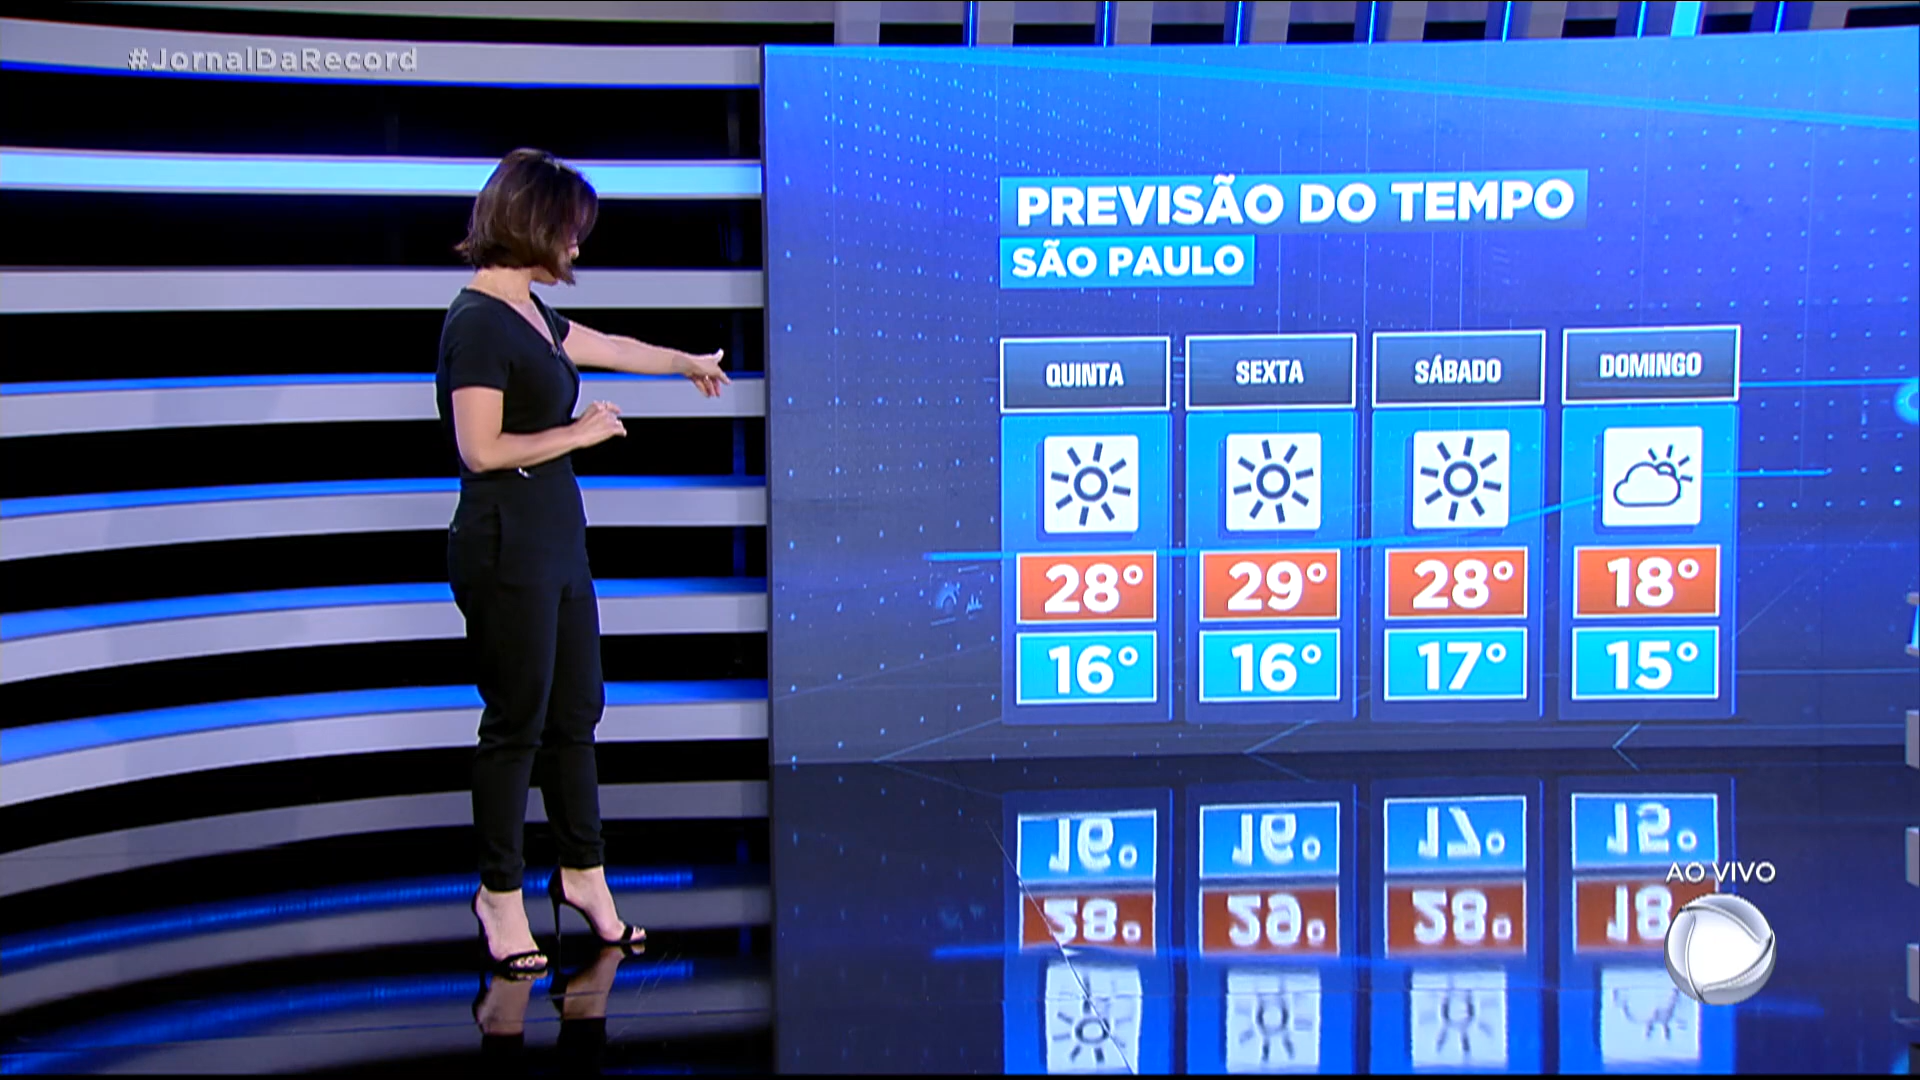 #JornalDaRecord
PREVISÃO DO TEMPO
SÃO PAULO
QUINTA SEXTA SÁBADO DOMINGO
28° 29° 28° 18°
16° 16° 17° 15°
AO VIVO